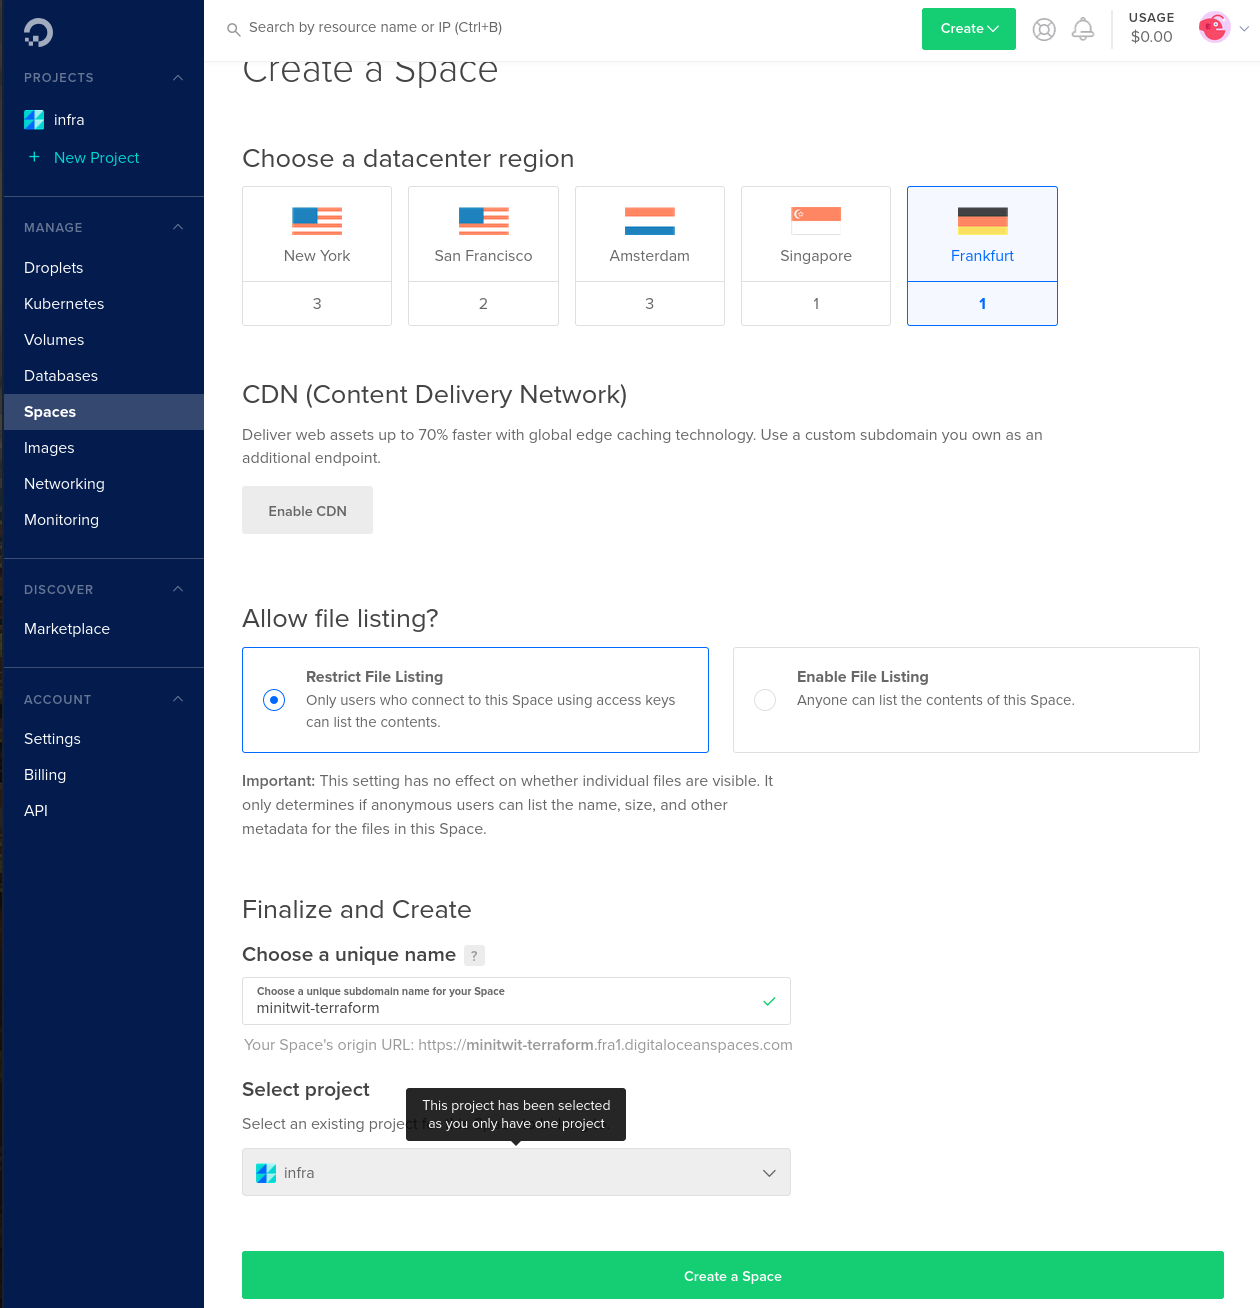 Search by resource name or IP (Ctrl+B)
Create
USAGE
$0.00
PROJECTS
infra
+ New Project
MANAGE
Droplets
Kubernetes
Volumes
Databases
Spaces
Images
Networking
Monitoring
DISCOVER
Marketplace
ACCOUNT
Settings
Billing
API
Create a Space
Choose a datacenter region
New York
3
San Francisco
2
Amsterdam
3
Singapore
1
Frankfurt
1
CDN (Content Delivery Network)
Deliver web assets up to 70% faster with global edge caching technology. Use a custom subdomain you own as an
additional endpoint.
Enable CDN
Allow file listing?
Restrict File Listing
Only users who connect to this Space using access keys
can list the contents.
Enable File Listing
Anyone can list the contents of this Space.
Important: This setting has no effect on whether individual files are visible. It
only determines if anonymous users can list the name, size, and other
metadata for the files in this Space.
Finalize and Create
Choose a unique name ?
Choose a unique subdomain name for your Space
minitwit-terraform
Your Space's origin URL: https://minitwit-terraform.fra1.digitaloceanspaces.com
Select project
This project has been selected
as you only have one project
Select an existing project
infra
Create a Space